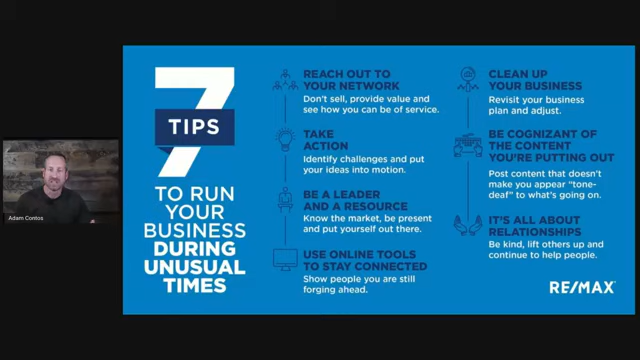 7
TIPS
TO RUN
YOUR
BUSINESS
DURING
UNUSUAL
TIMES
REACH OUT TO
YOUR NETWORK
Don't sell, provide value and
see how you can be of service.
TAKE
ACTION
Identify challenges and put
your ideas into motion.
BE A LEADER
AND A RESOURCE
Know the market, be present
and put yourself out there.
USE ONLINE TOOLS
TO STAY CONNECTED
Show people you are still
forging ahead.
CLEAN UP
YOUR BUSINESS
Revisit your business
plan and adjust.
BE COGNIZANT OF
THE CONTENT
YOU'RE PUTTING OUT
Post content that doesn't
make you appear "tone-
deaf" to what's going on.
IT'S ALL ABOUT
RELATIONSHIPS
Be kind, lift others up and
continue to help people.
RE/MAX
Adam Contos